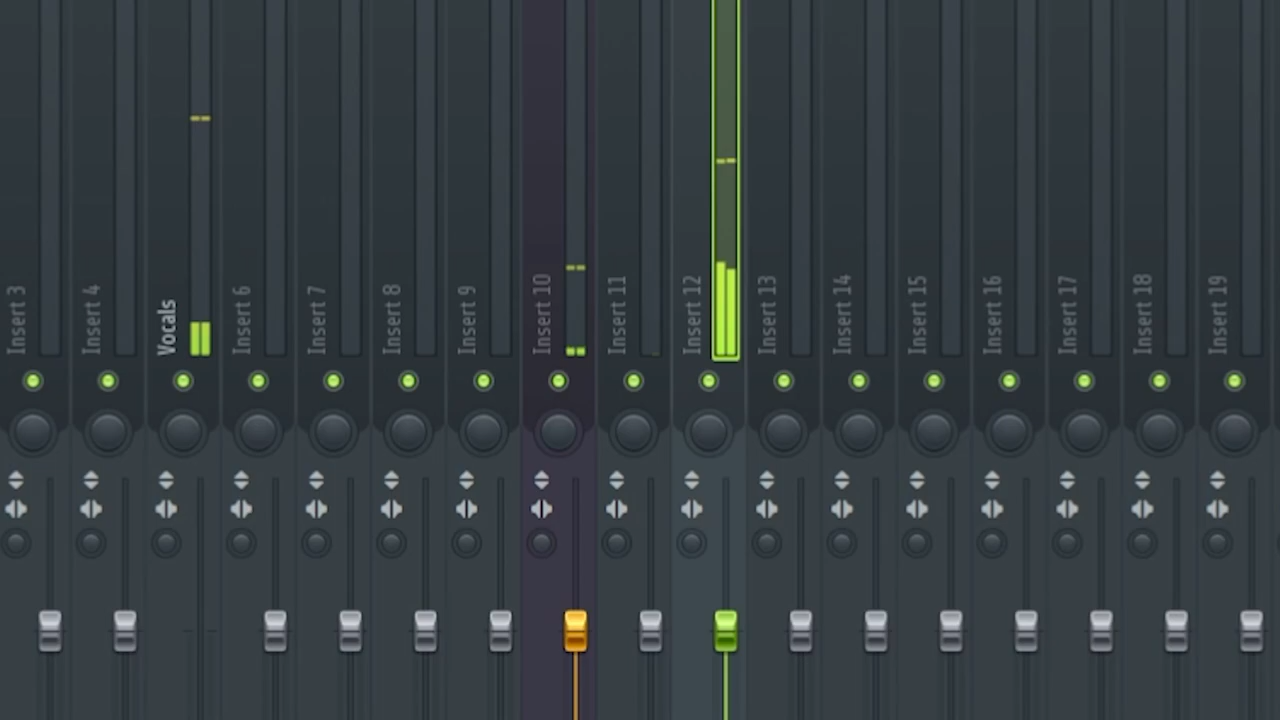 Insert 3
Insert 4
Vocals
Insert 6
Insert 7
Insert 8
Insert 9
Insert 10
Insert 11
Insert 12
Insert 13
Insert 14
Insert 15
Insert 16
Insert 17
Insert 18
Insert 19